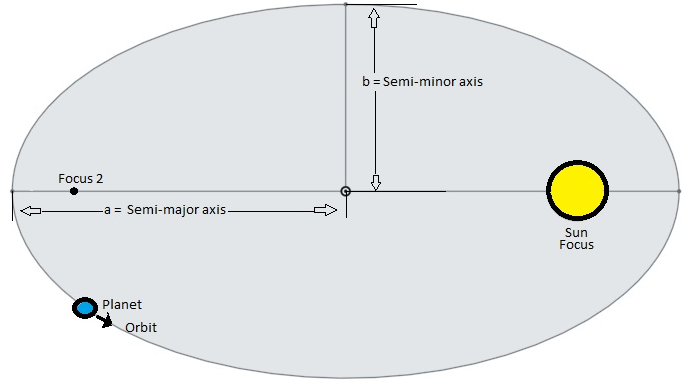 b = Semi-minor axis
Focus 2
a = Semi-major axis
Sun
Focus
Planet
Orbit